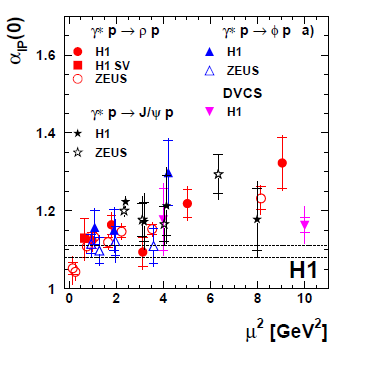 γ* p → ρ p
H1
H1 SV
ZEUS
γ* p → J/ψ p
H1
ZEUS
γ* p → ϕ p a)
H1
ZEUS
DVCS
H1
α_IP(0)
1.6
1.4
1.2
1
H1
0 2 4 6 8 10
μ² [GeV²]